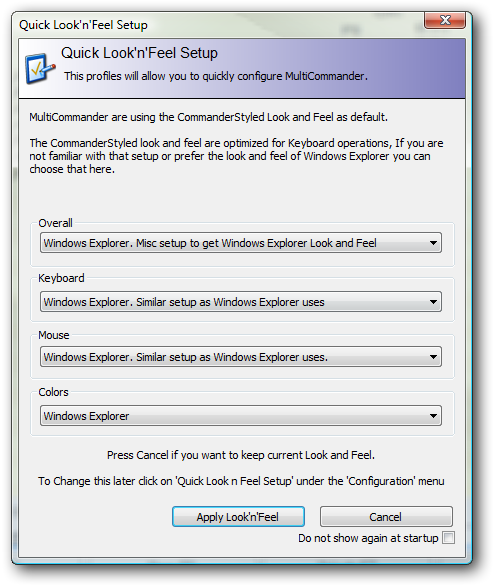 Quick Look'n'Feel Setup
Quick Look'n'Feel Setup
This profiles will allow you to quickly configure MultiCommander.
MultiCommander are using the CommanderStyled Look and Feel as default.
The CommanderStyled look and feel are optimized for Keyboard operations, If you are
not familiar with that setup or prefer the look and feel of Windows Explorer you can
choose that here.
Overall
Windows Explorer. Misc setup to get Windows Explorer Look and Feel
Keyboard
Windows Explorer. Similar setup as Windows Explorer uses
Mouse
Windows Explorer. Similar setup as Windows Explorer uses.
Colors
Windows Explorer
Press Cancel if you want to keep current Look and Feel.
To Change this later click on 'Quick Look n Feel Setup' under the 'Configuration' menu
Apply Look'n'Feel Cancel
Do not show again at startup